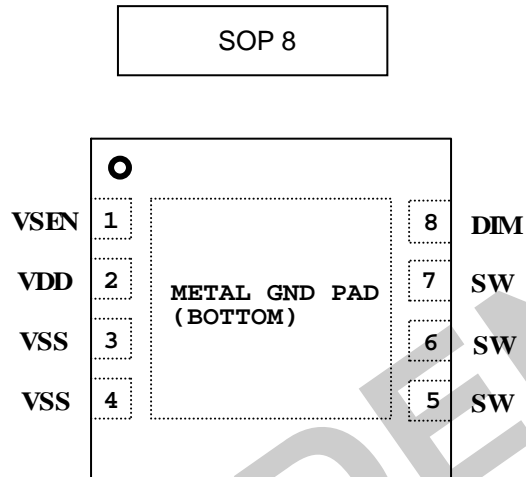 SOP 8
VSEN 1 8 DIM
VDD 2 METAL GND PAD 7 SW
(BOTTOM)
VSS 3 6 SW
VSS 4 5 SW